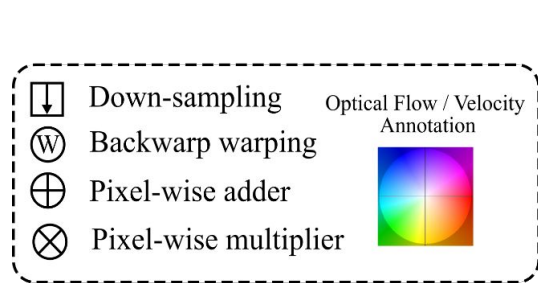 Down-sampling
W
Backwarp warping
Pixel-wise adder
Pixel-wise multiplier
Optical Flow / Velocity
Annotation